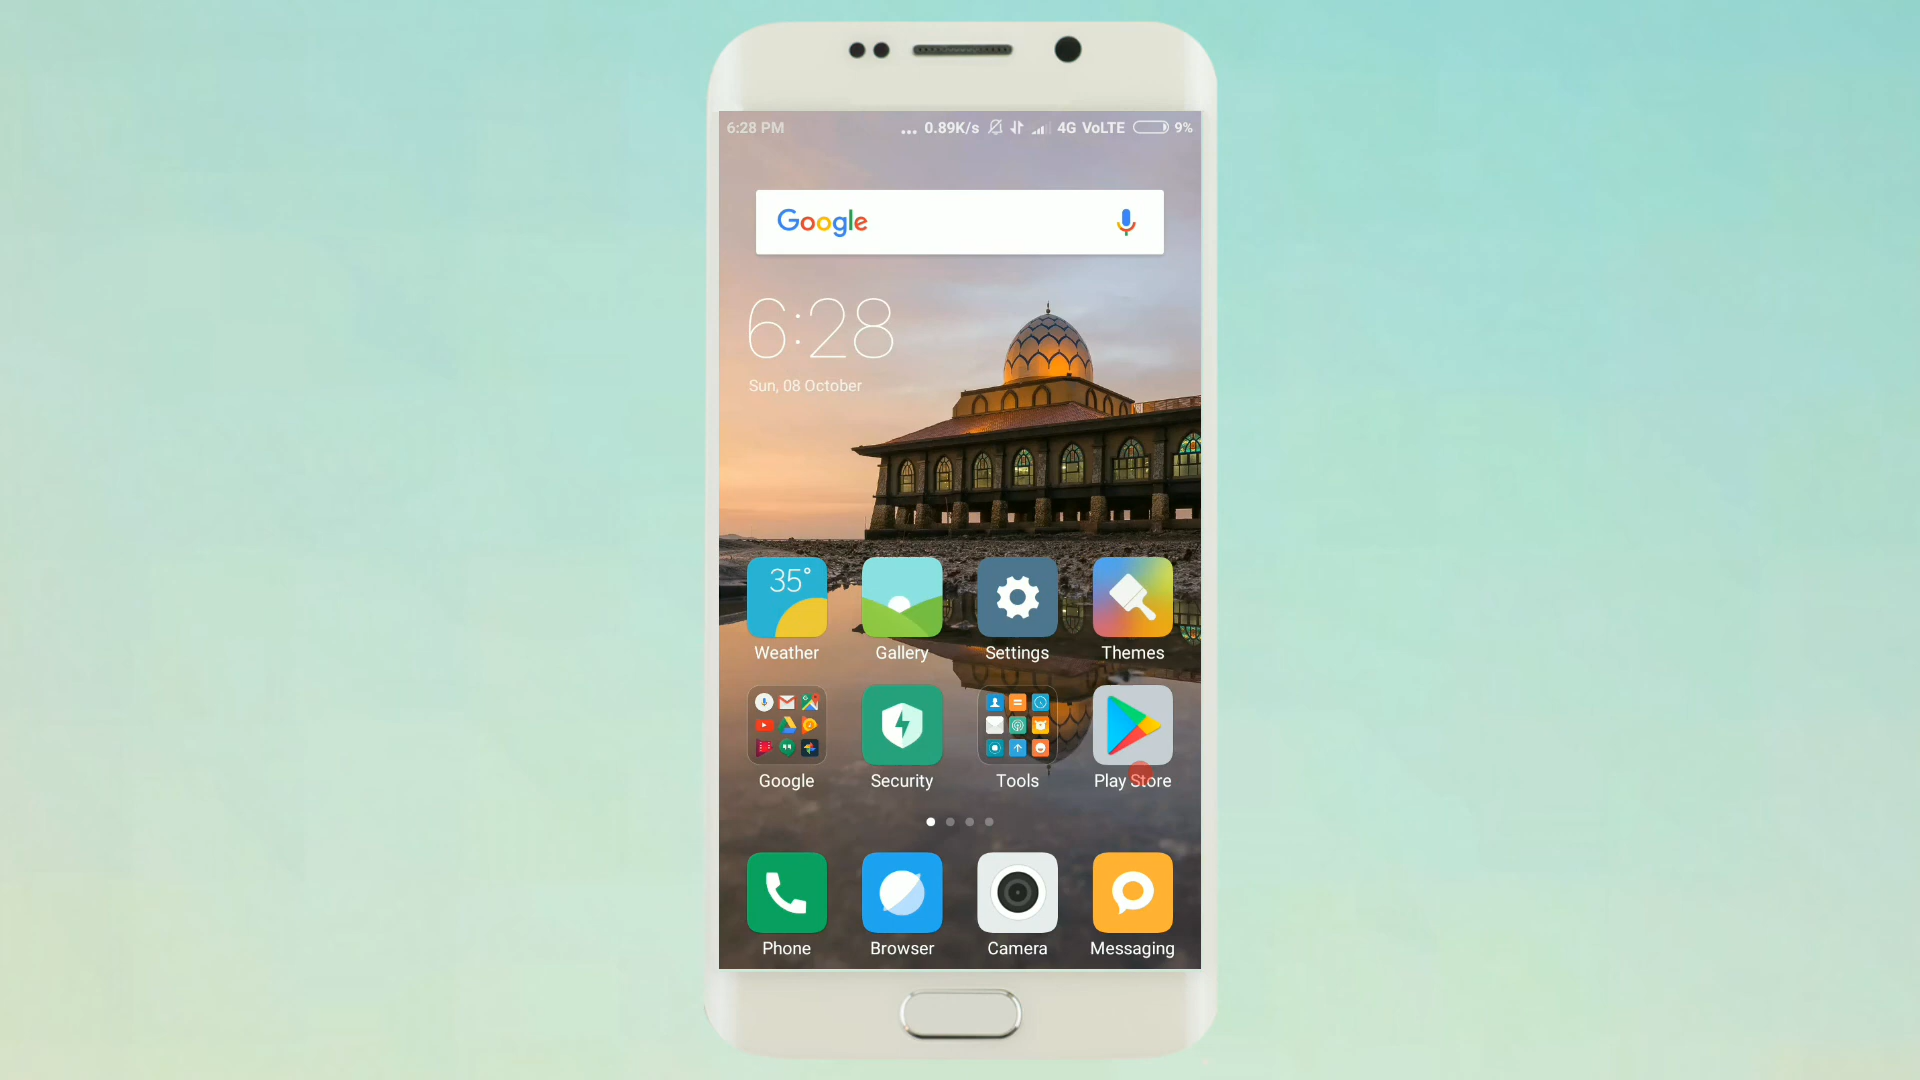 6:28 PM ... 0.89K/s 4G VoLTE 9%
Google
6:28
Sun, 08 October
35°
Weather Gallery Settings Themes
Google Security Tools Play Store
Phone Browser Camera Messaging